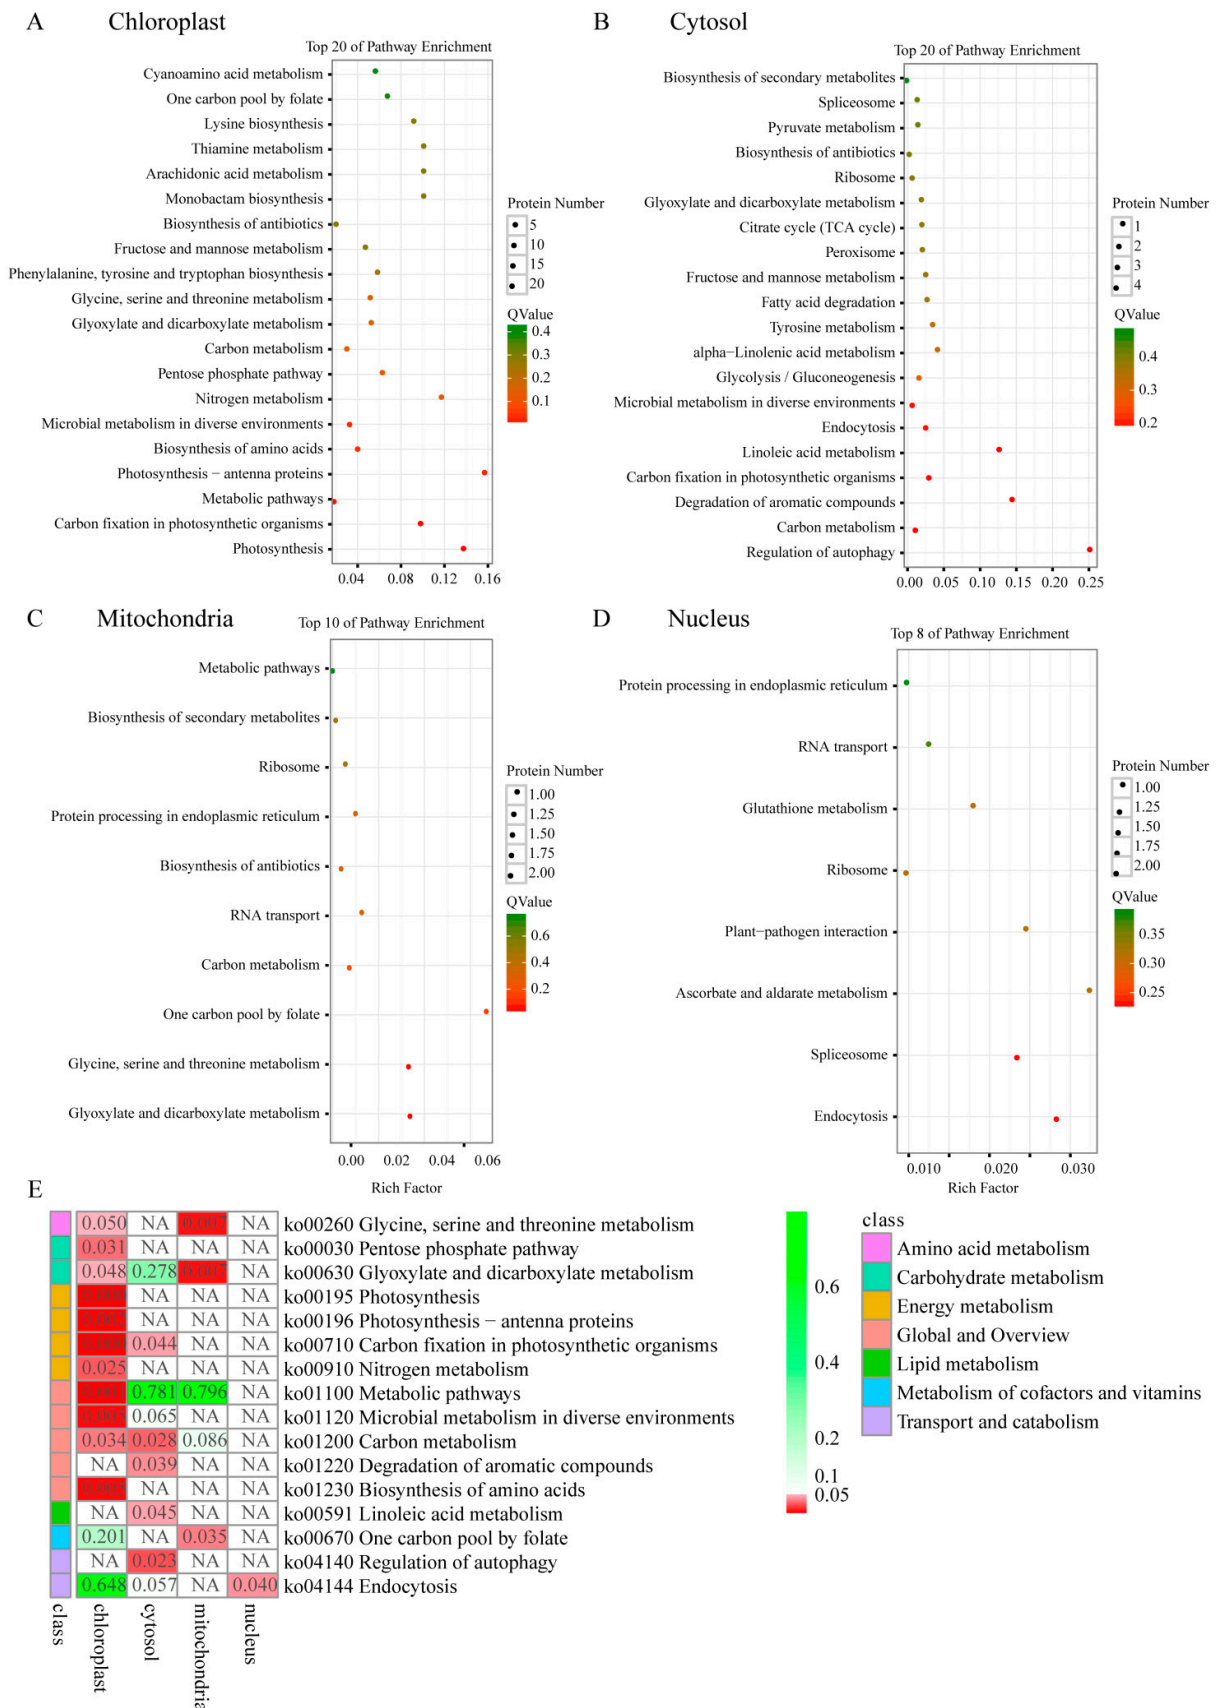 A Chloroplast
Top 20 of Pathway Enrichment
Cyanoamino acid metabolism
One carbon pool by folate
Lysine biosynthesis
Thiamine metabolism
Arachidonic acid metabolism
Monobactam biosynthesis
Biosynthesis of antibiotics
Fructose and mannose metabolism
Phenylalanine, tyrosine and tryptophan biosynthesis
Glycine, serine and threonine metabolism
Glyoxylate and dicarboxylate metabolism
Carbon metabolism
Pentose phosphate pathway
Nitrogen metabolism
Microbial metabolism in diverse environments
Biosynthesis of amino acids
Photosynthesis − antenna proteins
Metabolic pathways
Carbon fixation in photosynthetic organisms
Photosynthesis
0.04 0.08 0.12 0.16
Protein Number
5
10
15
20
QValue
0.4
0.3
0.2
0.1
B Cytosol
Top 20 of Pathway Enrichment
Biosynthesis of secondary metabolites
Spliceosome
Pyruvate metabolism
Biosynthesis of antibiotics
Ribosome
Glyoxylate and dicarboxylate metabolism
Citrate cycle (TCA cycle)
Peroxisome
Fructose and mannose metabolism
Fatty acid degradation
Tyrosine metabolism
alpha−Linolenic acid metabolism
Glycolysis / Gluconeogenesis
Microbial metabolism in diverse environments
Endocytosis
Linoleic acid metabolism
Carbon fixation in photosynthetic organisms
Degradation of aromatic compounds
Carbon metabolism
Regulation of autophagy
0.00 0.05 0.10 0.15 0.20 0.25
Protein Number
1
2
3
4
QValue
0.4
0.3
0.2
C Mitochondria
Top 10 of Pathway Enrichment
Metabolic pathways
Biosynthesis of secondary metabolites
Ribosome
Protein processing in endoplasmic reticulum
Biosynthesis of antibiotics
RNA transport
Carbon metabolism
One carbon pool by folate
Glycine, serine and threonine metabolism
Glyoxylate and dicarboxylate metabolism
0.00 0.02 0.04 0.06
Rich Factor
Protein Number
1.00
1.25
1.50
1.75
2.00
QValue
0.6
0.4
0.2
D Nucleus
Top 8 of Pathway Enrichment
Protein processing in endoplasmic reticulum
RNA transport
Glutathione metabolism
Ribosome
Plant−pathogen interaction
Ascorbate and aldarate metabolism
Spliceosome
Endocytosis
0.010 0.020 0.030
Rich Factor
Protein Number
1.00
1.25
1.50
1.75
2.00
QValue
0.35
0.30
0.25
E
0.050 NA 0.007 NA ko00260 Glycine, serine and threonine metabolism
0.031 NA NA NA ko00030 Pentose phosphate pathway
0.048 0.278 0.007 NA ko00630 Glyoxylate and dicarboxylate metabolism
0.000 NA NA NA ko00195 Photosynthesis
0.002 NA NA NA ko00196 Photosynthesis − antenna proteins
0.000 0.044 NA NA ko00710 Carbon fixation in photosynthetic organisms
0.025 NA NA NA ko00910 Nitrogen metabolism
0.781 0.796 NA ko01100 Metabolic pathways
0.065 NA NA ko01120 Microbial metabolism in diverse environments
0.034 0.028 0.086 NA ko01200 Carbon metabolism
NA 0.039 NA NA ko01220 Degradation of aromatic compounds
NA NA NA ko01230 Biosynthesis of amino acids
NA 0.045 NA NA ko00591 Linoleic acid metabolism
0.201 NA 0.035 NA ko00670 One carbon pool by folate
NA 0.023 NA NA ko04140 Regulation of autophagy
0.648 0.057 NA 0.040 ko04144 Endocytosis
class chloroplast cytosol mitochondria nucleus
0.6
0.4
0.2
0.1
0.05
class
Amino acid metabolism
Carbohydrate metabolism
Energy metabolism
Global and Overview
Lipid metabolism
Metabolism of cofactors and vitamins
Transport and catabolism